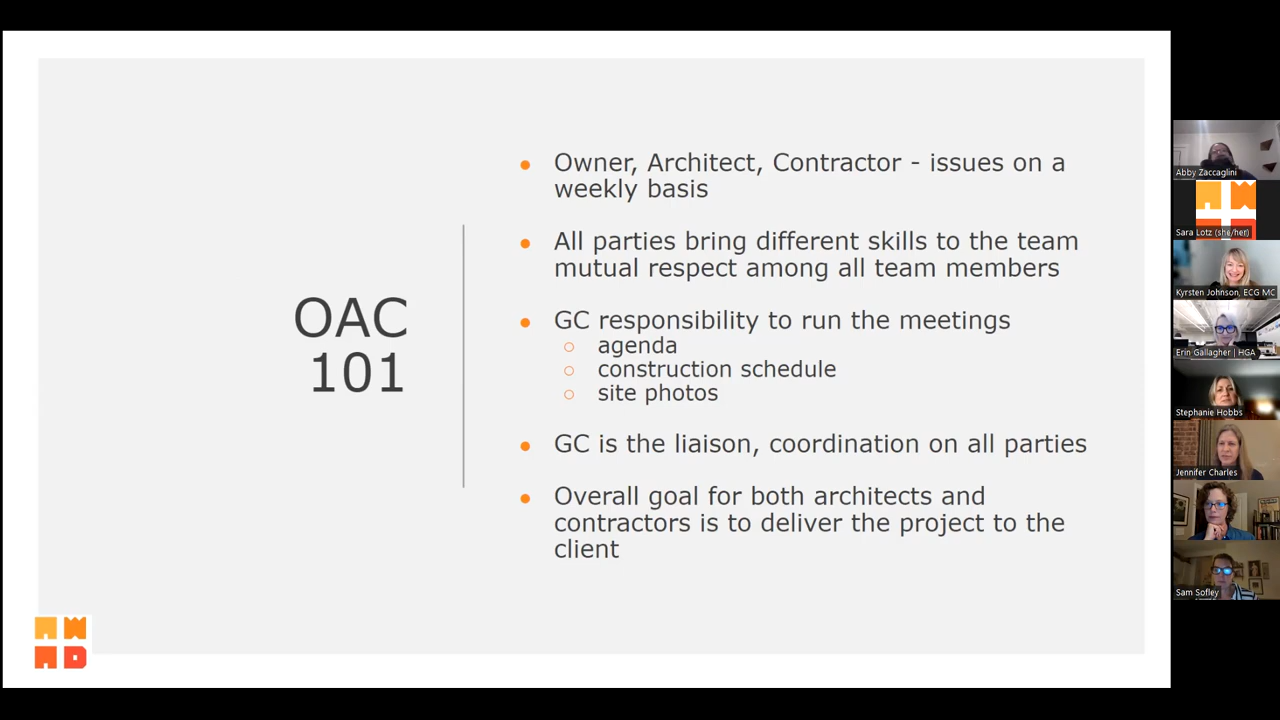 OAC
101
● Owner, Architect, Contractor - issues on a
weekly basis
● All parties bring different skills to the team
mutual respect among all team members
● GC responsibility to run the meetings
○ agenda
○ construction schedule
○ site photos
● GC is the liaison, coordination on all parties
● Overall goal for both architects and
contractors is to deliver the project to the
client
AW
AD
Abby Zaccaglini
AW
Sara Lotz (she/her)
Kyrsten Johnson, ECG MC
Erin Gallagher | HGA
Stephanie Hobbs
Jennifer Charles
Sam Sofley